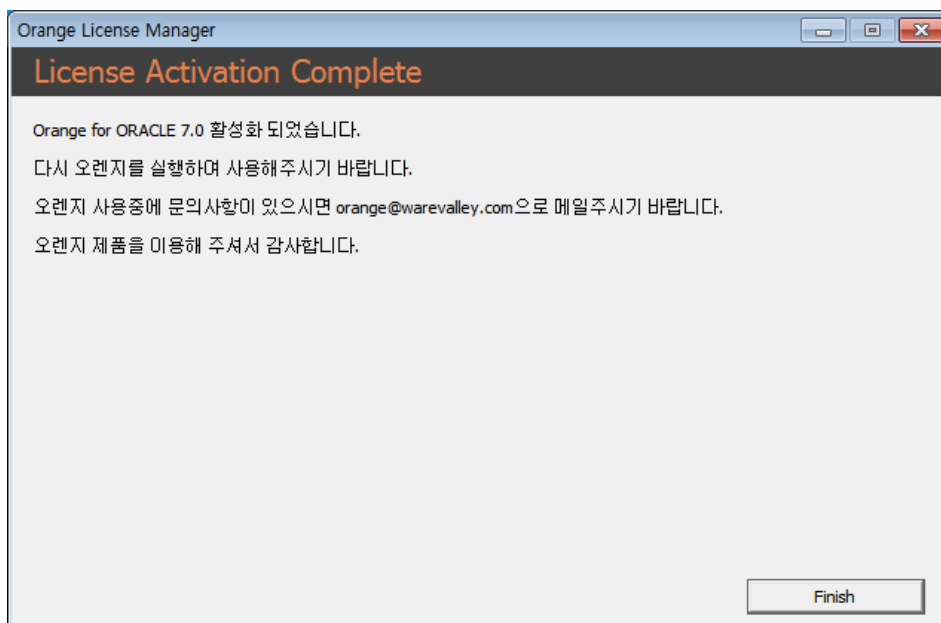 Orange License Manager
License Activation Complete
Orange for ORACLE 7.0 활성화 되었습니다.
다시 오렌지를 실행하여 사용해주시기 바랍니다.
오렌지 사용중에 문의사항이 있으시면 orange@warevalley.com으로 메일주시기 바랍니다.
오렌지 제품을 이용해 주셔서 감사합니다.
Finish